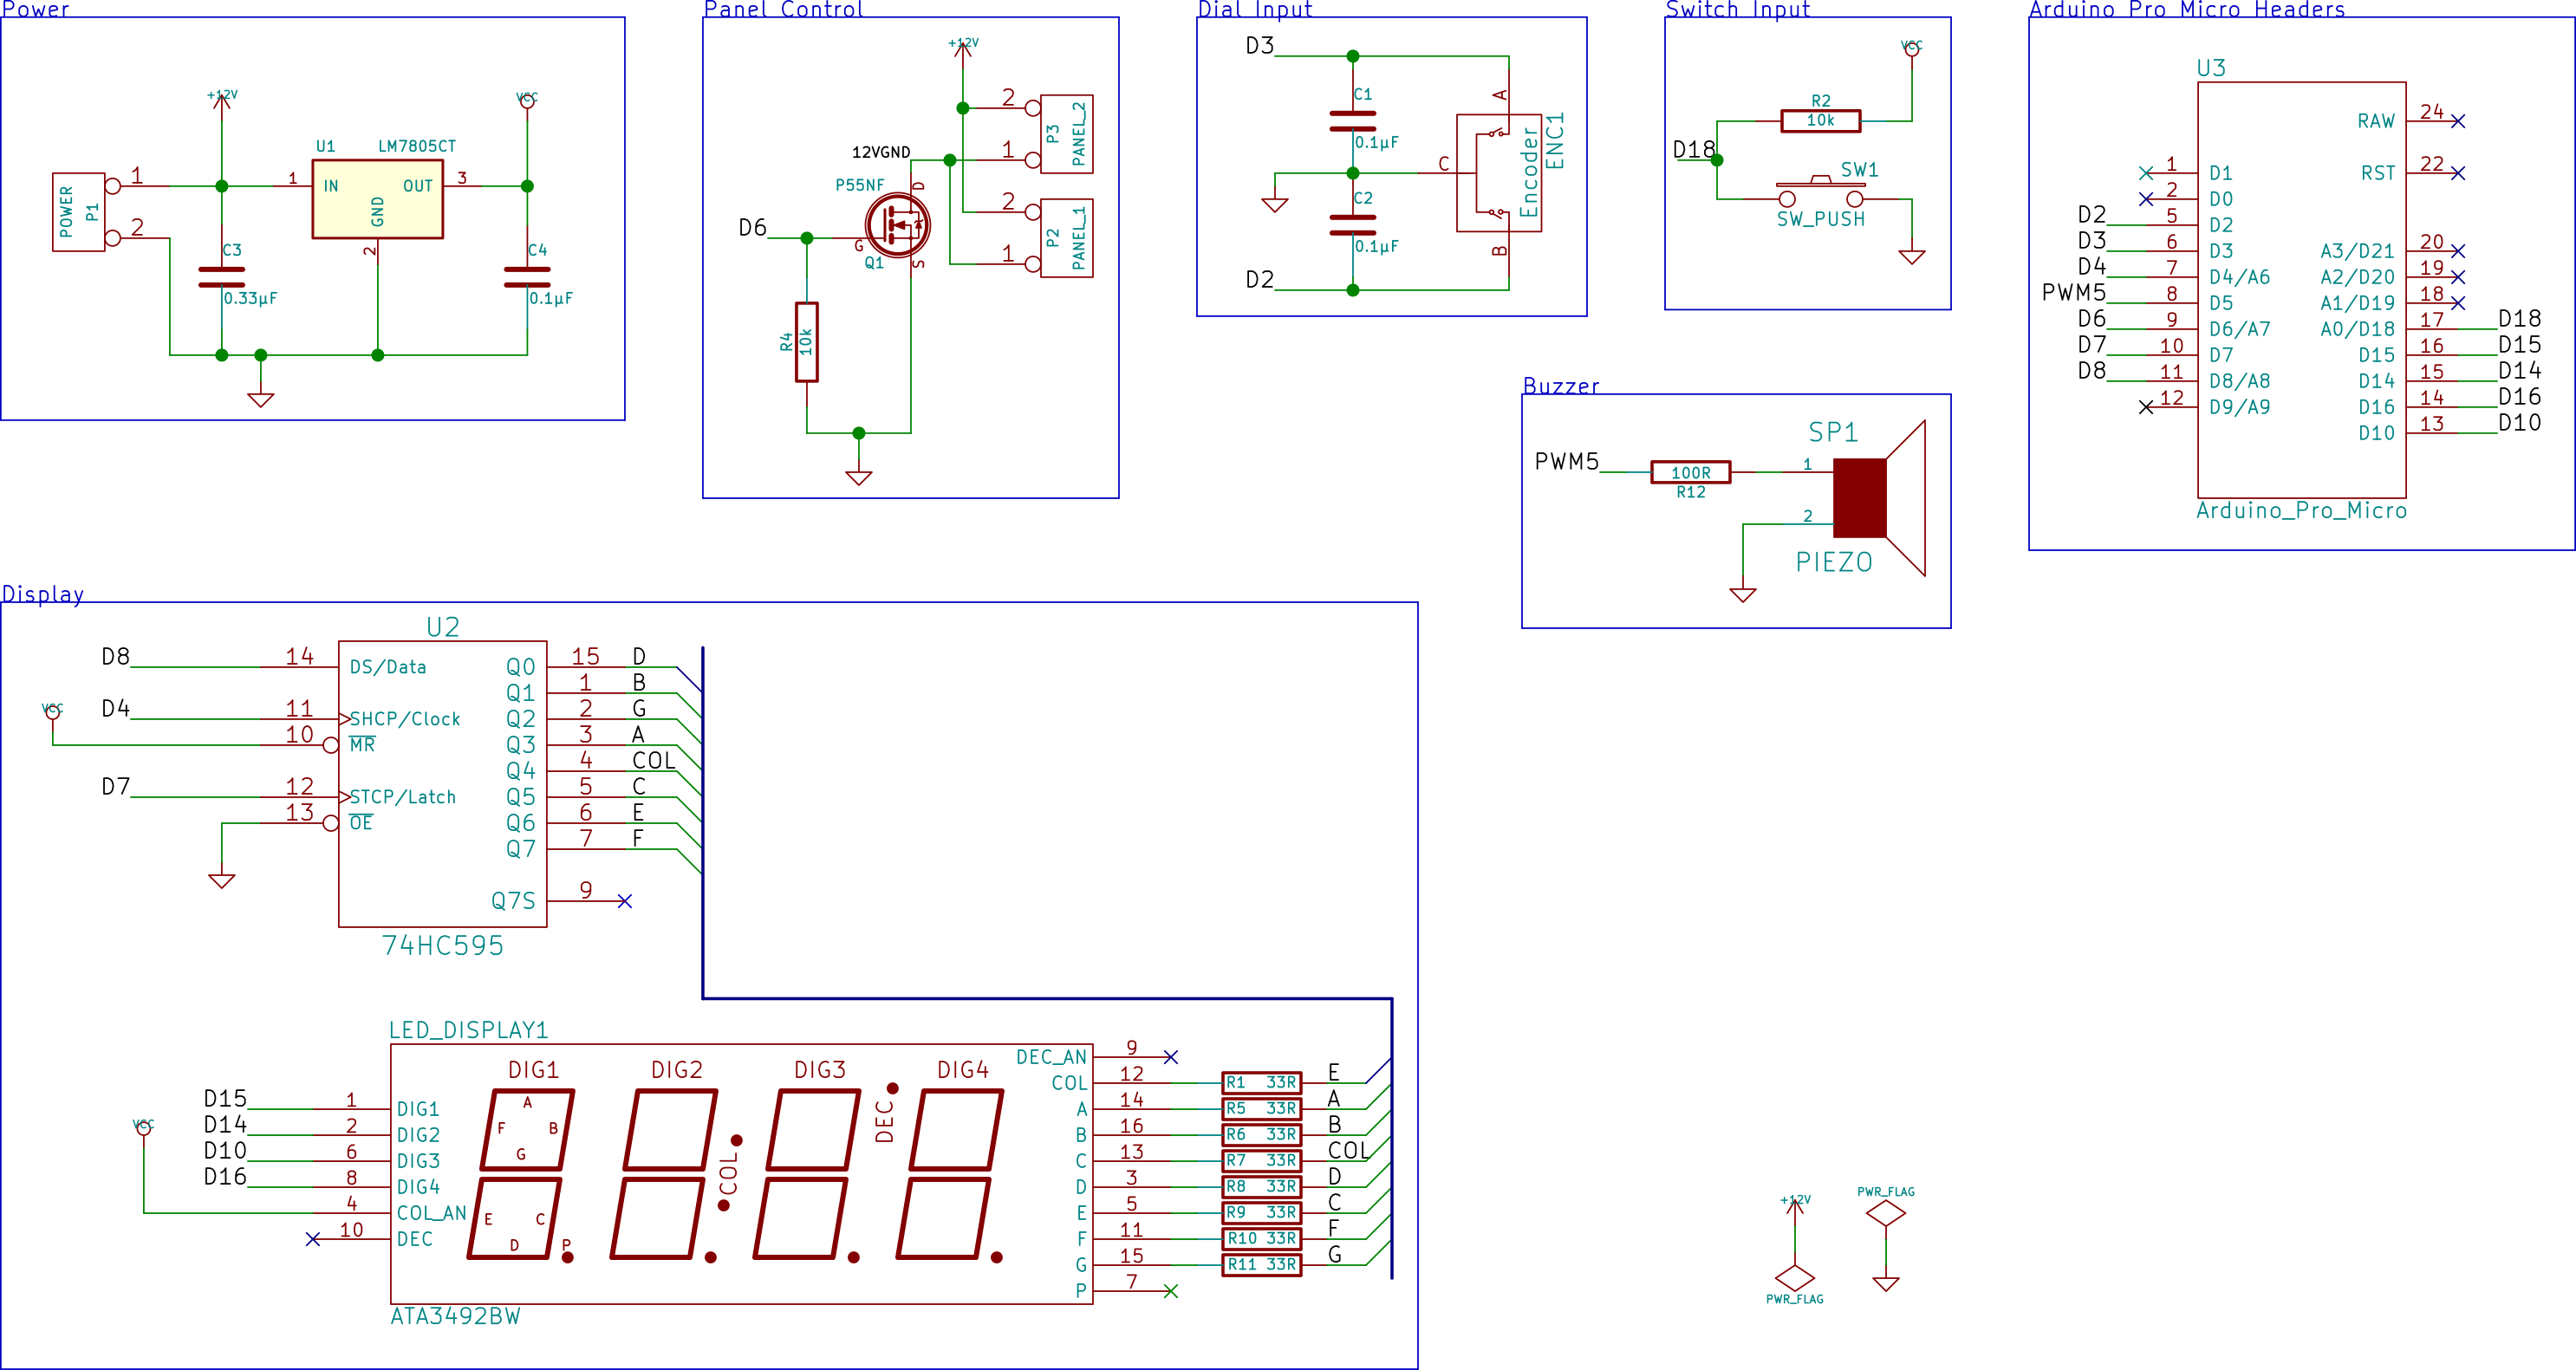 Power
+12V
VCC
U1 LM7805CT
POWER
P1
1
2
1 IN OUT 3
GND
2
C3
0.33µF
C4
0.1µF
Panel Control
+12V
12VGND
P55NF
D6
D
G
S
Q1
R4
10k
2
1
P3
PANEL_2
2
1
P2
PANEL_1
Dial Input
D3
C1
0.1µF
C2
0.1µF
D2
A
C
B
Encoder
ENC1
Switch Input
VCC
R2
10k
D18
SW1
SW_PUSH
Arduino Pro Micro Headers
U3
RAW 24
1 D1 RST 22
2 D0
D2 5 D2
D3 6 D3 A3/D21 20
D4 7 D4/A6 A2/D20 19
PWM5 8 D5 A1/D19 18
D6 9 D6/A7 A0/D18 17 D18
D7 10 D7 D15 16 D15
D8 11 D8/A8 D14 15 D14
12 D9/A9 D16 14 D16
D10 13 D10
Arduino_Pro_Micro
Buzzer
SP1
PWM5
100R
R12
1
2
PIEZO
Display
U2
D8 14 DS/Data Q0 15 D
Q1 1 B
VCC
D4 11 SHCP/Clock Q2 2 G
10 MR Q3 3 A
Q4 4 COL
D7 12 STCP/Latch Q5 5 C
13 OE Q6 6 E
Q7 7 F
Q7S 9
74HC595
LED_DISPLAY1
DIG1 DIG2 DIG3 DIG4
A
F B
G
E C
D P
COL
DEC
VCC
D15 1 DIG1
D14 2 DIG2
D10 6 DIG3
D16 8 DIG4
4 COL_AN
10 DEC
DEC_AN 9
COL 12 R1 33R E
A 14 R5 33R A
B 16 R6 33R B
C 13 R7 33R COL
D 3 R8 33R D
E 5 R9 33R C
F 11 R10 33R F
G 15 R11 33R G
P 7
ATA3492BW
+12V
PWR_FLAG
PWR_FLAG